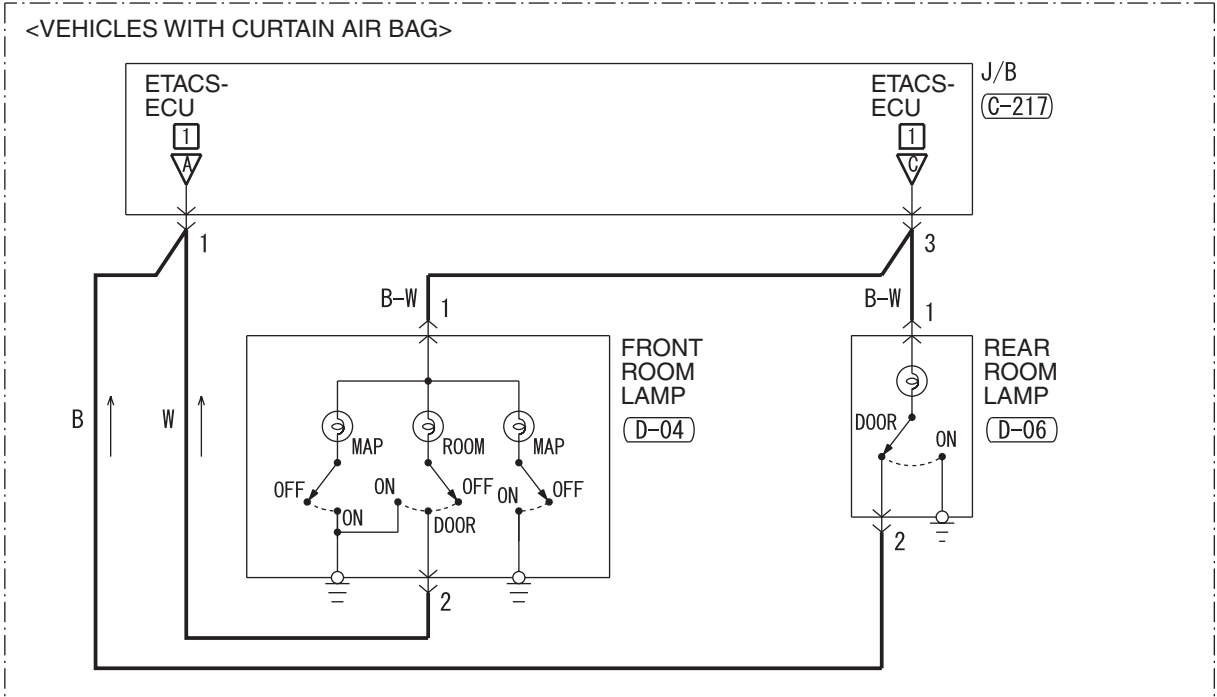 <VEHICLES WITH CURTAIN AIR BAG>
ETACS-
ECU
1
A
ETACS-
ECU
1
C
J/B
C-217
1
3
B-W
1
B-W
1
FRONT
ROOM
LAMP
D-04
REAR
ROOM
LAMP
D-06
B
W
MAP
ROOM
MAP
OFF
ON
ON
OFF
DOOR
ON
OFF
DOOR
ON
2
2